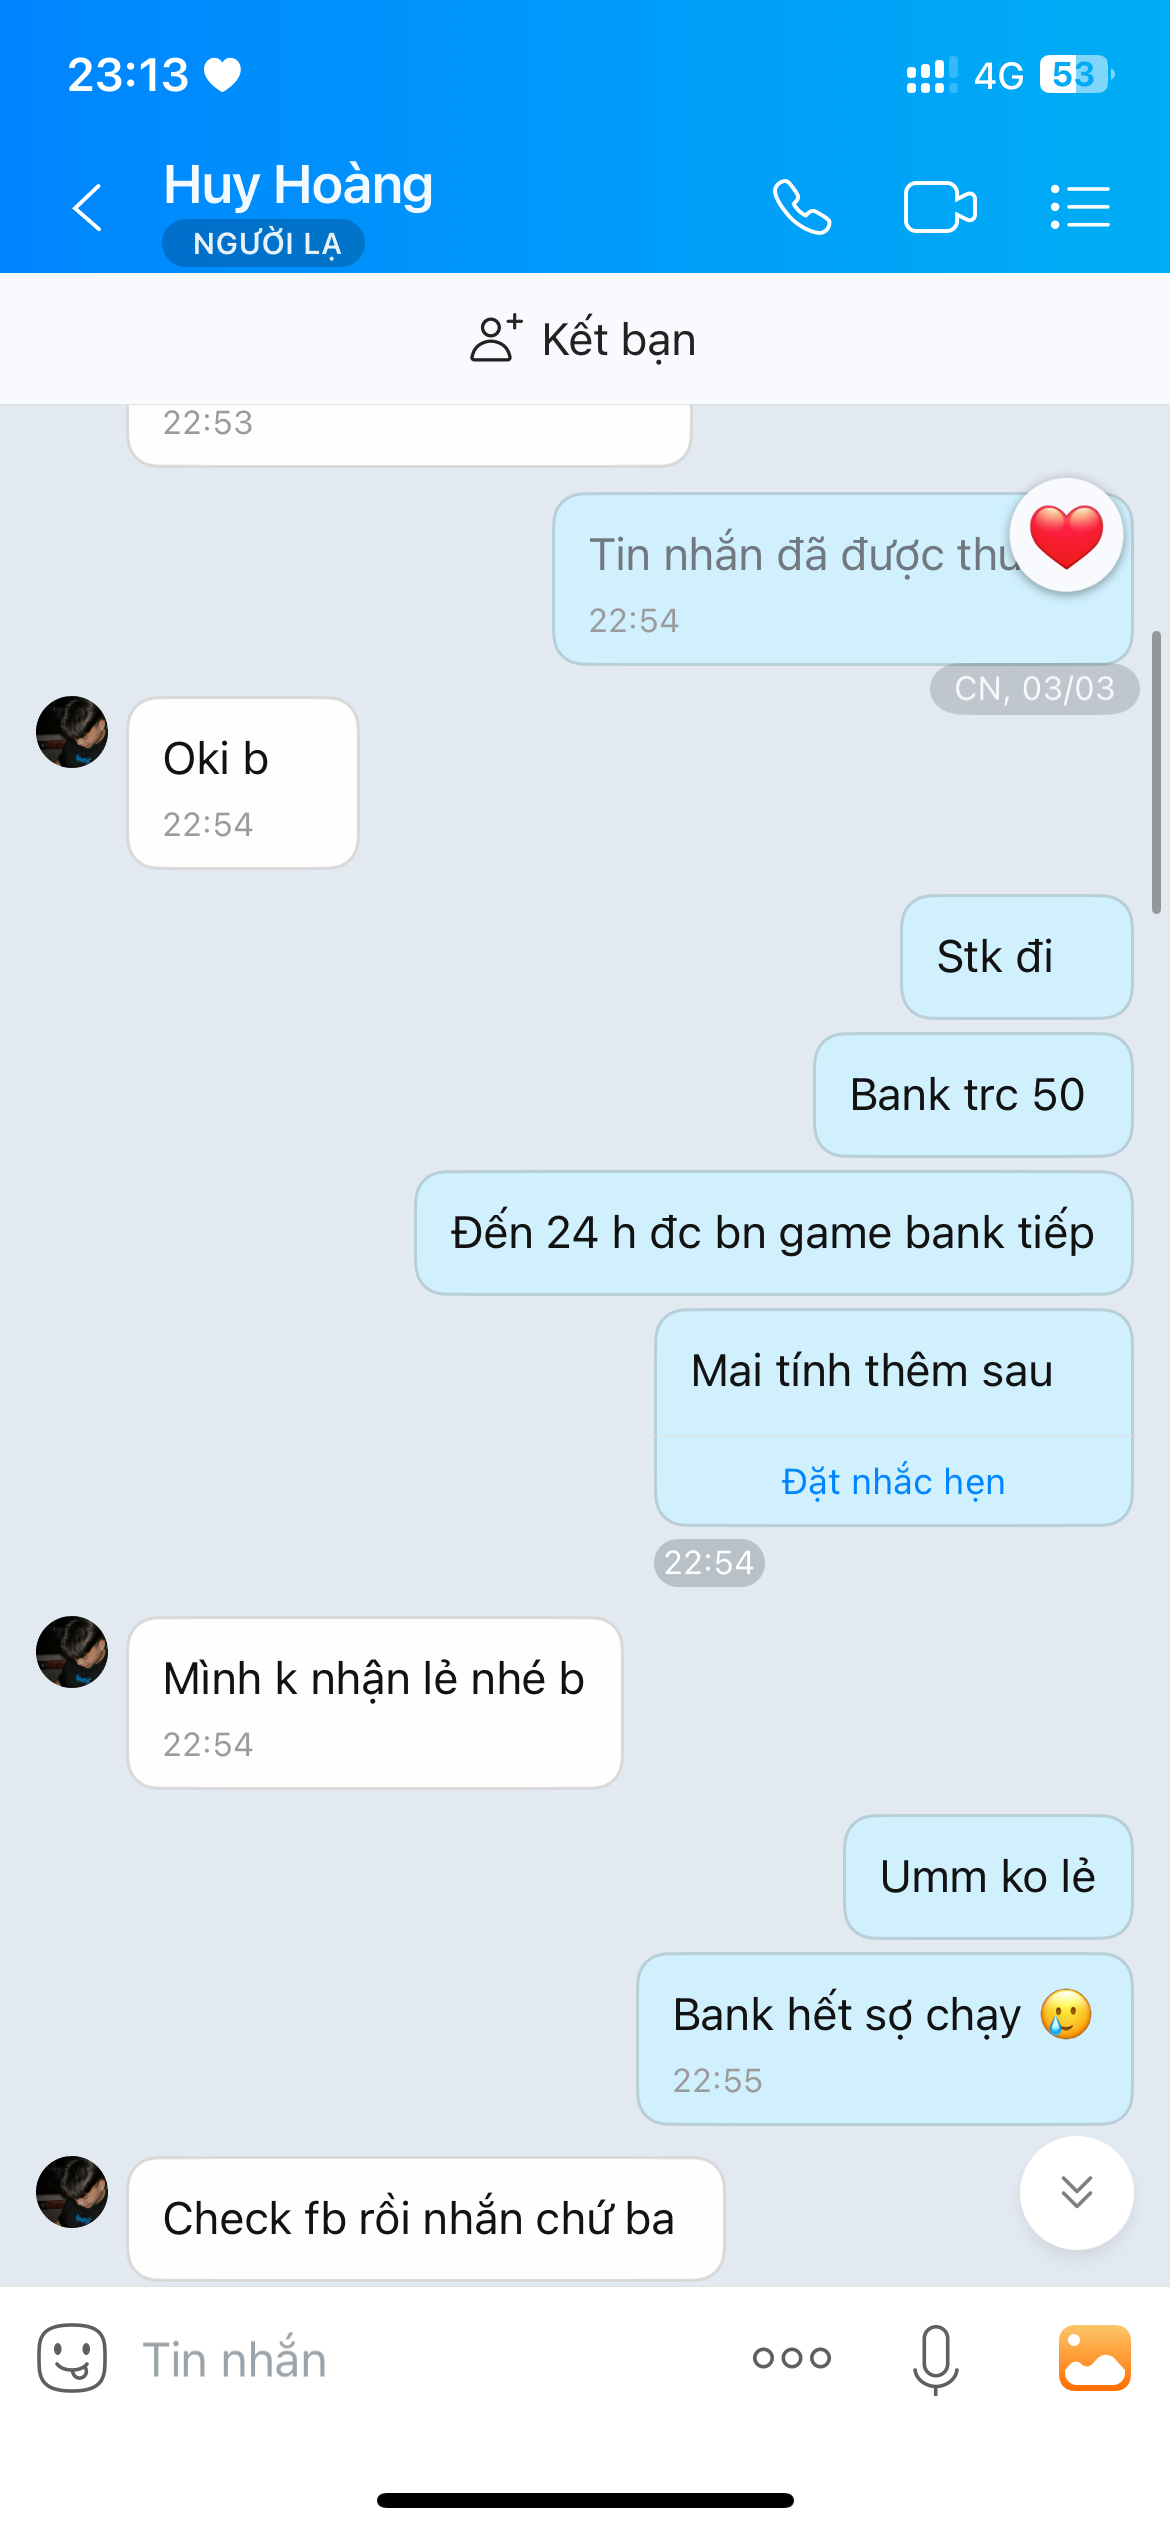 23:13
4G 53
Huy Hoàng
NGƯỜI LẠ
Kết bạn
22:53
Tin nhắn đã được thu
22:54
CN, 03/03
Oki b
22:54
Stk đi
Bank trc 50
Đến 24 h đc bn game bank tiếp
Mai tính thêm sau
Đặt nhắc hẹn
22:54
Mình k nhận lẻ nhé b
22:54
Umm ko lẻ
Bank hết sợ chạy 🥲
22:55
Check fb rồi nhắn chứ ba
Tin nhắn